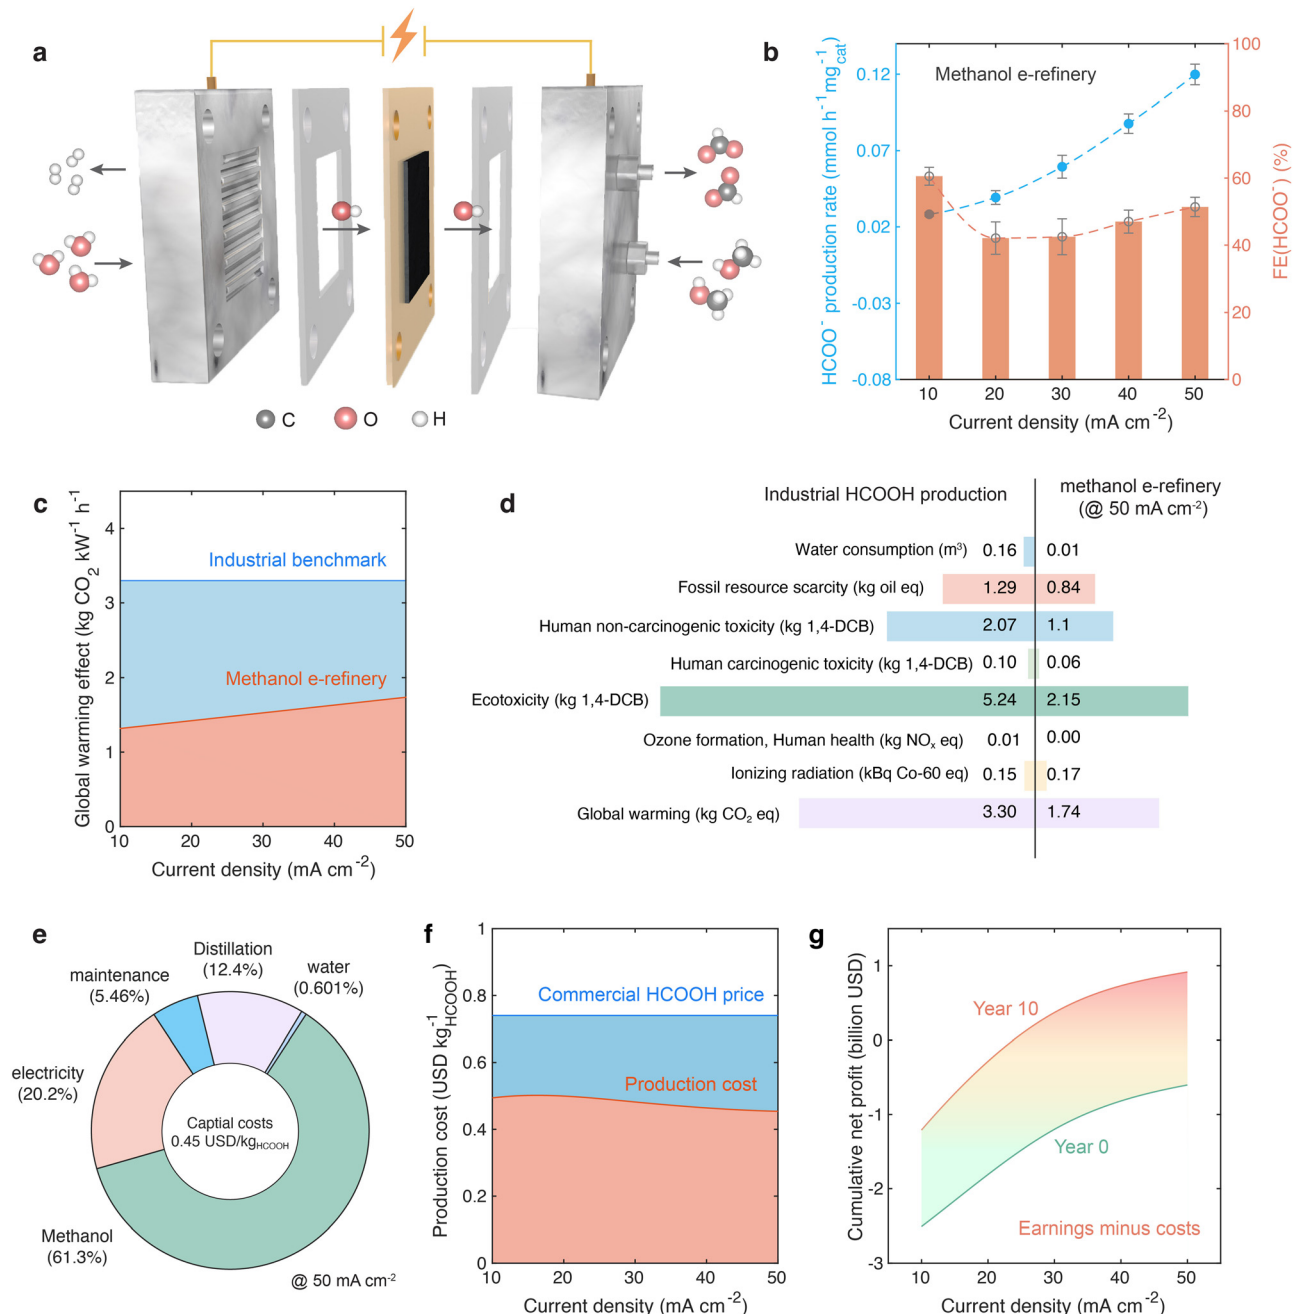 a
C
O
H
b
Methanol e-refinery
HCOO⁻ production rate (mmol h⁻¹mg⁻¹cat)
0.12
0.07
0.02
-0.03
-0.08
100
80
60
40
20
0
FE(HCOO⁻) (%)
10 20 30 40 50
Current density (mA cm⁻²)
c
Global warming effect (kg CO₂ kW⁻¹ h⁻¹)
4
3
2
1
0
Industrial benchmark
Methanol e-refinery
10 20 30 40 50
Current density (mA cm⁻²)
d
Industrial HCOOH production
methanol e-refinery
(@ 50 mA cm⁻²)
Water consumption (m³) 0.16 0.01
Fossil resource scarcity (kg oil eq) 1.29 0.84
Human non-carcinogenic toxicity (kg 1,4-DCB) 2.07 1.1
Human carcinogenic toxicity (kg 1,4-DCB) 0.10 0.06
Ecotoxicity (kg 1,4-DCB) 5.24 2.15
Ozone formation, Human health (kg NOₓ eq) 0.01 0.00
Ionizing radiation (kBq Co-60 eq) 0.15 0.17
Global warming (kg CO₂ eq) 3.30 1.74
e
Distillation
(12.4%)
water
(0.601%)
maintenance
(5.46%)
electricity
(20.2%)
Captial costs
0.45 USD/kgHCOOH
Methanol
(61.3%)
@ 50 mA cm⁻²
f
Production cost (USD kg⁻¹HCOOH)
1
0.8
0.6
0.4
0.2
0
Commercial HCOOH price
Production cost
10 20 30 40 50
Current density (mA cm⁻²)
g
Cumulative net profit (billion USD)
1
0
-1
-2
-3
Year 10
Year 0
Earnings minus costs
10 20 30 40 50
Current density (mA cm⁻²)